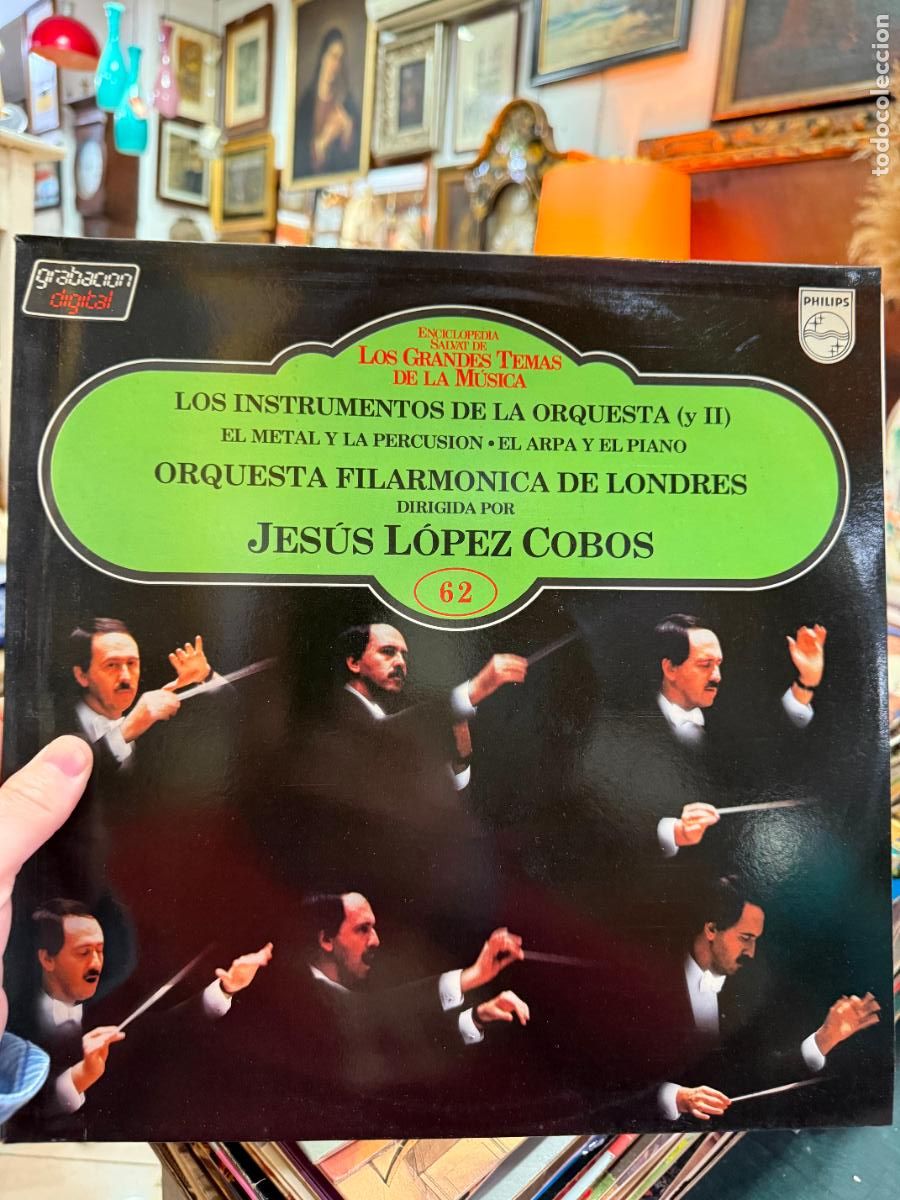 todocoleccion
grabacion
digital
PHILIPS
ENCICLOPEDIA
SALVAT DE
LOS GRANDES TEMAS
DE LA MÚSICA
LOS INSTRUMENTOS DE LA ORQUESTA (y II)
EL METAL Y LA PERCUSION • EL ARPA Y EL PIANO
ORQUESTA FILARMONICA DE LONDRES
DIRIGIDA POR
JESÚS LÓPEZ COBOS
62